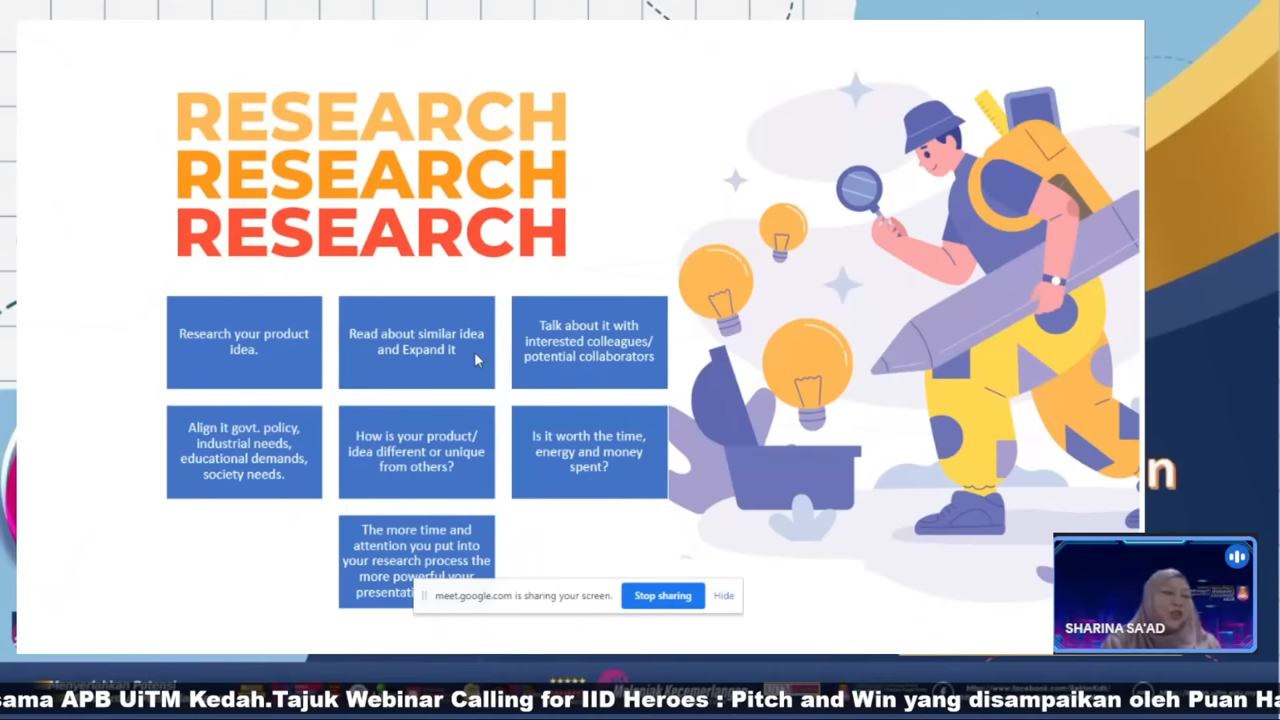 RESEARCH
RESEARCH
RESEARCH
Research your product
idea.
Read about similar idea
and Expand it
Talk about it with
interested colleagues/
potential collaborators
Align it govt. policy,
industrial needs,
educational demands,
society needs.
How is your product/
idea different or unique
from others?
Is it worth the time,
energy and money
spent?
The more time and
attention you put into
your research process the
more powerful your
meet.google.com is sharing your screen.
Stop sharing
Hide
n
SHARINA SA'AD
Menyerlahkan Potensi
Melonjak Kecemerlangan
sama APB UiTM Kedah.Tajuk Webinar Calling for IID Heroes : Pitch and Win yang disampaikan oleh Puan Ha